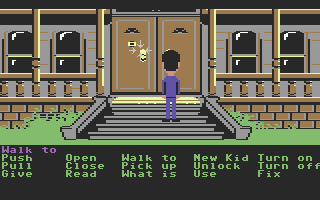 Walk to
Push Open Walk to New Kid Turn on
Pull Close Pick up Unlock Turn off
Give Read What is Use Fix